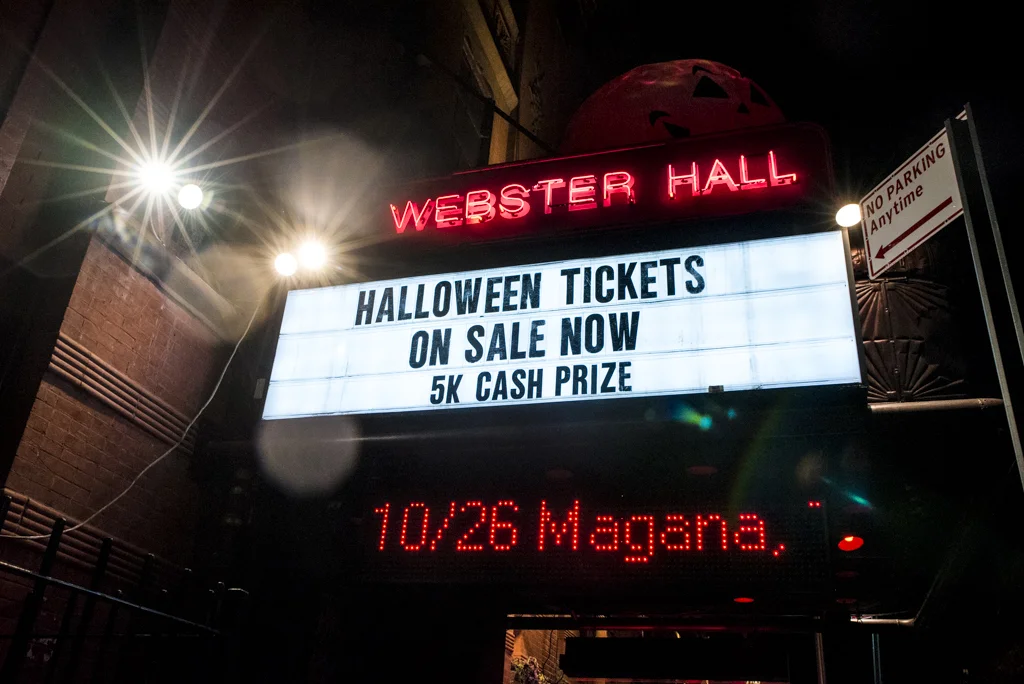 WEBSTER HALL
NO PARKING
Anytime
HALLOWEEN TICKETS
ON SALE NOW
5K CASH PRIZE
10/26 Magana,